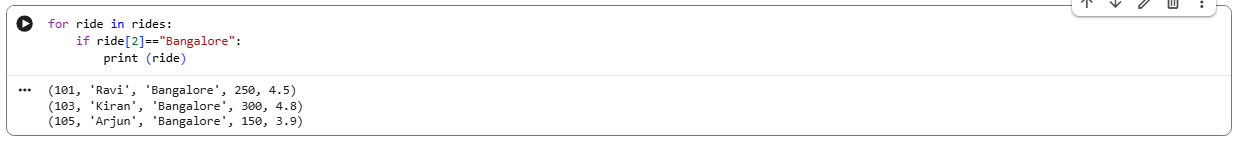 for ride in rides:
    if ride[2]=="Bangalore":
        print (ride)
(101, 'Ravi', 'Bangalore', 250, 4.5)
(103, 'Kiran', 'Bangalore', 300, 4.8)
(105, 'Arjun', 'Bangalore', 150, 3.9)